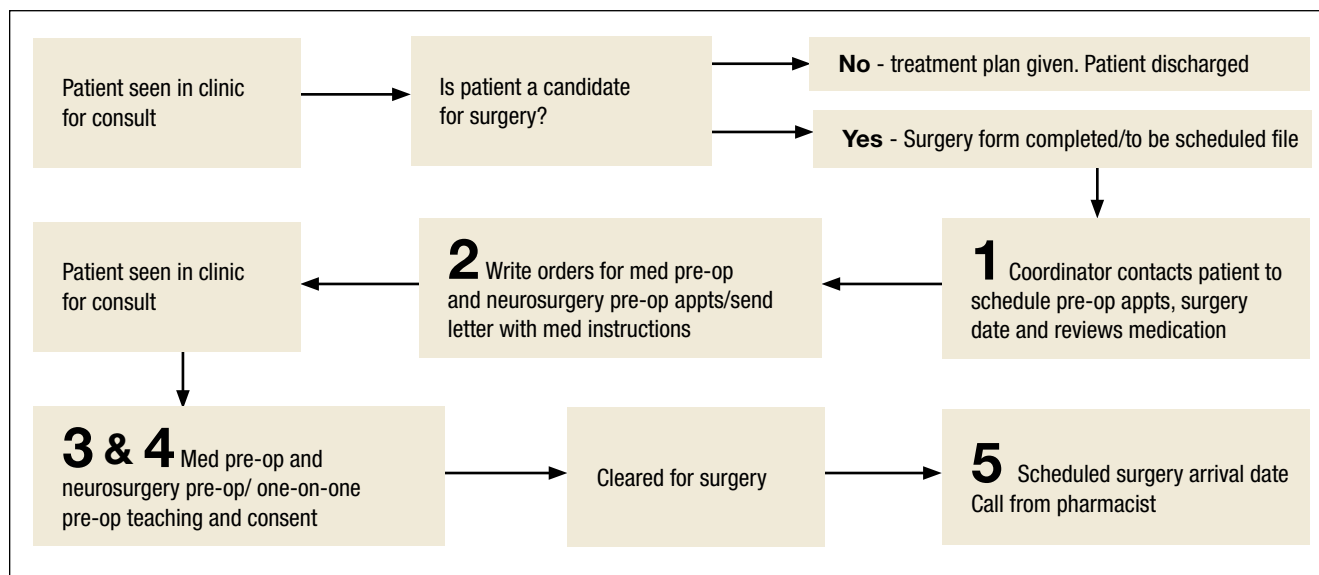 Patient seen in clinic
for consult
Is patient a candidate
for surgery?
No - treatment plan given. Patient discharged
Yes - Surgery form completed/to be scheduled file
1 Coordinator contacts patient to
schedule pre-op appts, surgery
date and reviews medication
2 Write orders for med pre-op
and neurosurgery pre-op appts/send
letter with med instructions
Patient seen in clinic
for consult
3 & 4 Med pre-op and
neurosurgery pre-op/ one-on-one
pre-op teaching and consent
Cleared for surgery
5 Scheduled surgery arrival date
Call from pharmacist